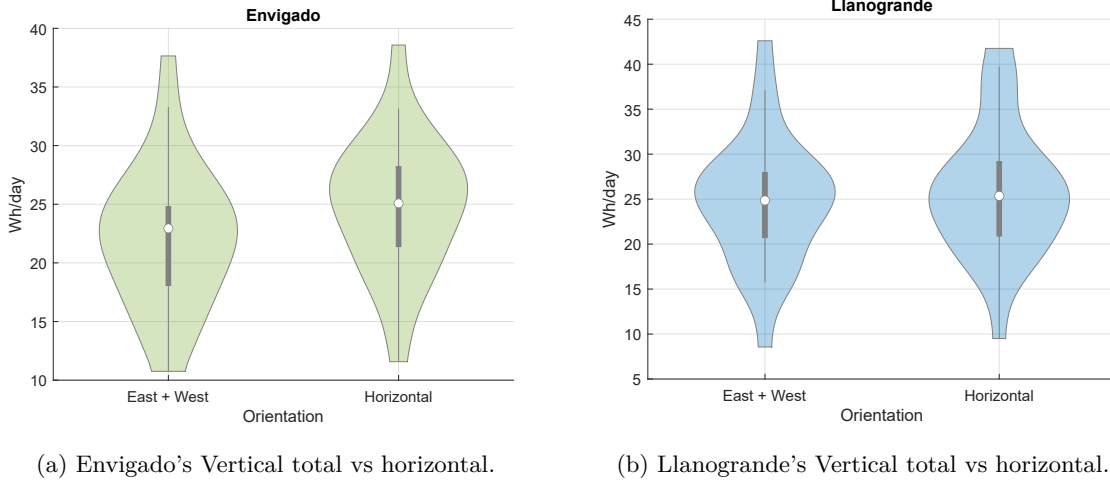 Envigado
40
35
30
25
20
15
10
Wh/day
East + West
Horizontal
Orientation
(a) Envigado's Vertical total vs horizontal.
Llanogrande
45
40
35
30
25
20
15
10
5
Wh/day
East + West
Horizontal
Orientation
(b) Llanogrande's Vertical total vs horizontal.